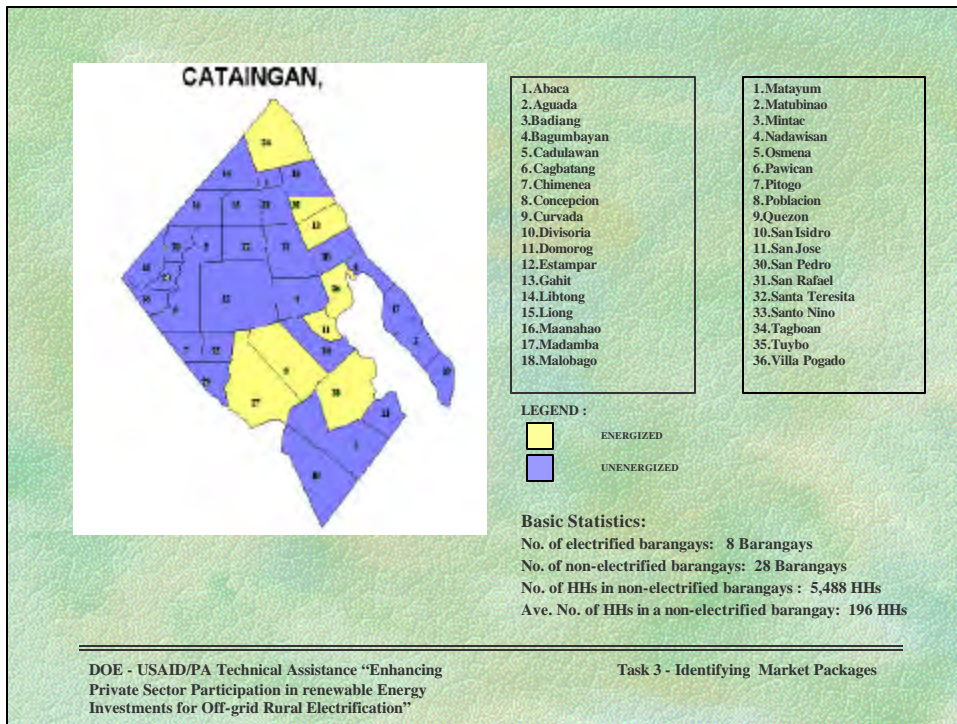 CATAINGAN,
1.Abaca
2.Aguada
3.Badiang
4.Bagumbayan
5.Cadulawan
6.Cagbatang
7.Chimenea
8.Concepcion
9.Curvada
10.Divisoria
11.Domorog
12.Estampar
13.Gahit
14.Libtong
15.Liong
16.Maanahao
17.Madamba
18.Malobago
1.Matayum
2.Matubinao
3.Mintac
4.Nadawisan
5.Osmena
6.Pawican
7.Pitogo
8.Poblacion
9.Quezon
10.San Isidro
11.San Jose
30.San Pedro
31.San Rafael
32.Santa Teresita
33.Santo Nino
34.Tagboan
35.Tuybo
36.Villa Pogado
LEGEND :
ENERGIZED
UNENERGIZED
Basic Statistics:
No. of electrified barangays: 8 Barangays
No. of non-electrified barangays: 28 Barangays
No. of HHs in non-electrified barangays : 5,488 HHs
Ave. No. of HHs in a non-electrified barangay: 196 HHs
DOE - USAID/PA Technical Assistance “Enhancing
Private Sector Participation in renewable Energy
Investments for Off-grid Rural Electrification”
Task 3 - Identifying Market Packages